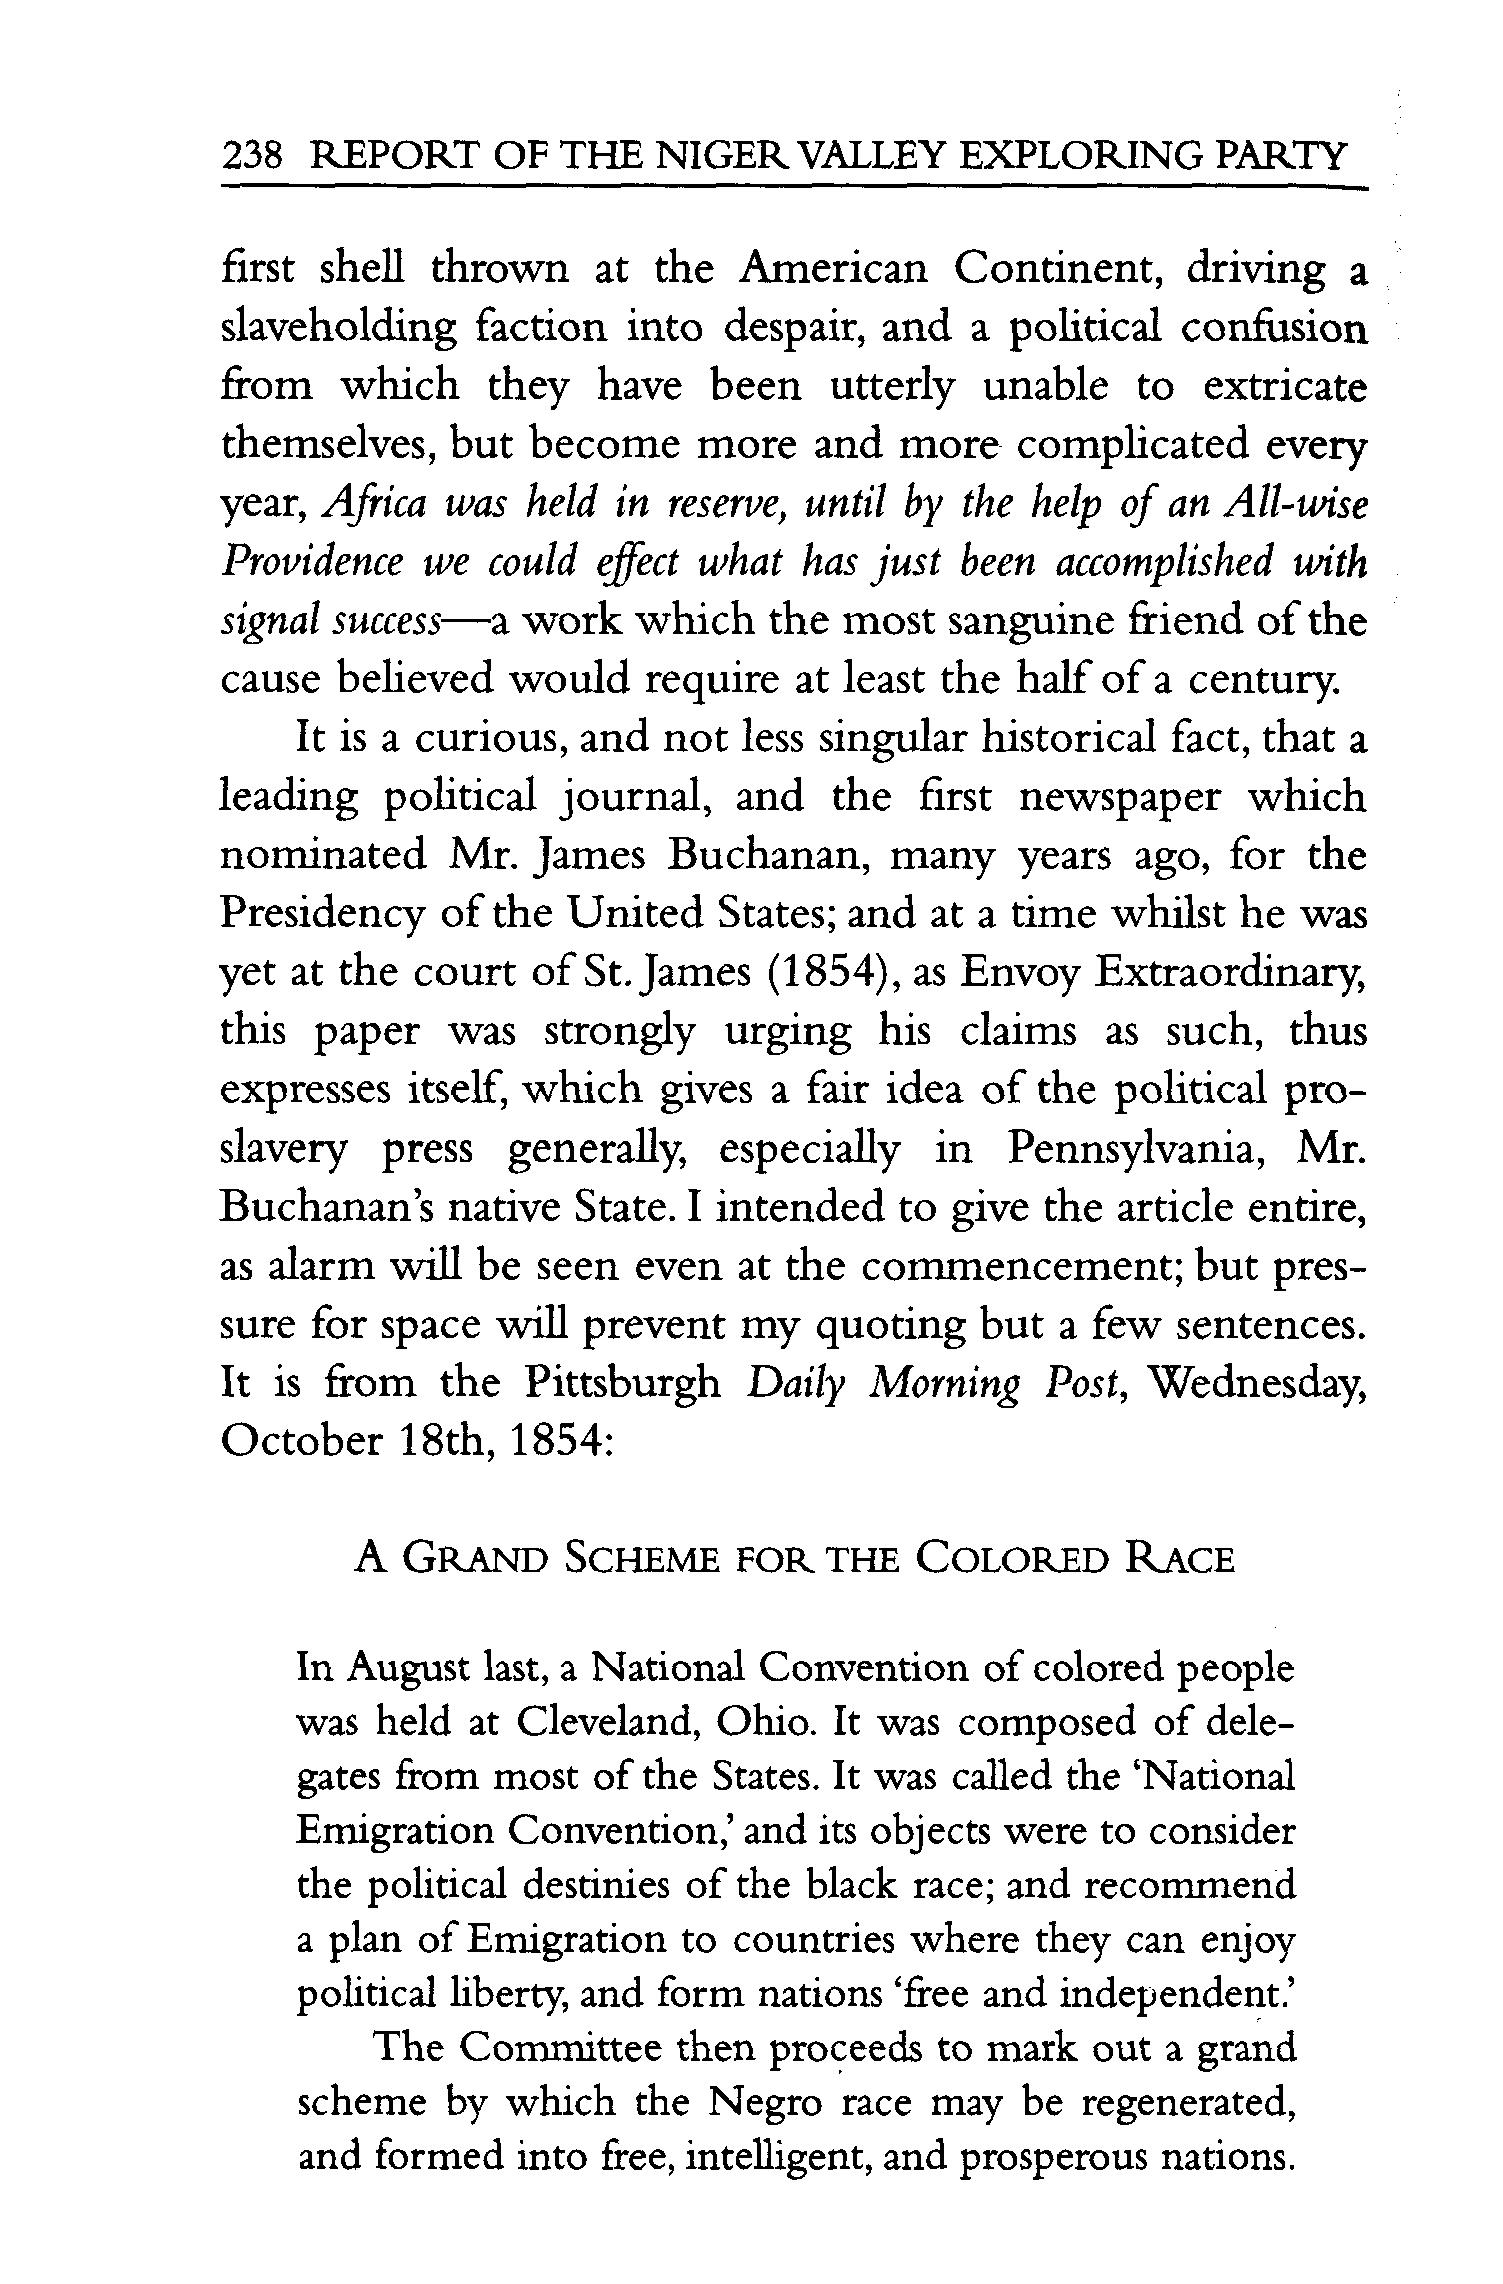 238 REPORT OF THE NIGER VALLEY EXPLORING PARTY
first shell thrown at the American Continent, driving a
slaveholding faction into despair, and a political confusion
from which they have been utterly unable to extricate
themselves, but become more and more complicated every
year, Africa was held in reserve, until by the help of an All-wise
Providence we could effect what has just been accomplished with
signal success—a work which the most sanguine friend of the
cause believed would require at least the half of a century.
It is a curious, and not less singular historical fact, that a
leading political journal, and the first newspaper which
nominated Mr. James Buchanan, many years ago, for the
Presidency of the United States; and at a time whilst he was
yet at the court of St. James (1854), as Envoy Extraordinary,
this paper was strongly urging his claims as such, thus
expresses itself, which gives a fair idea of the political pro-
slavery press generally, especially in Pennsylvania, Mr.
Buchanan's native State. I intended to give the article entire,
as alarm will be seen even at the commencement; but pres-
sure for space will prevent my quoting but a few sentences.
It is from the Pittsburgh Daily Morning Post, Wednesday,
October 18th, 1854:
A GRAND SCHEME FOR THE COLORED RACE
In August last, a National Convention of colored people
was held at Cleveland, Ohio. It was composed of dele-
gates from most of the States. It was called the 'National
Emigration Convention,' and its objects were to consider
the political destinies of the black race; and recommend
a plan of Emigration to countries where they can enjoy
political liberty, and form nations 'free and independent.'
The Committee then proceeds to mark out a grand
scheme by which the Negro race may be regenerated,
and formed into free, intelligent, and prosperous nations.